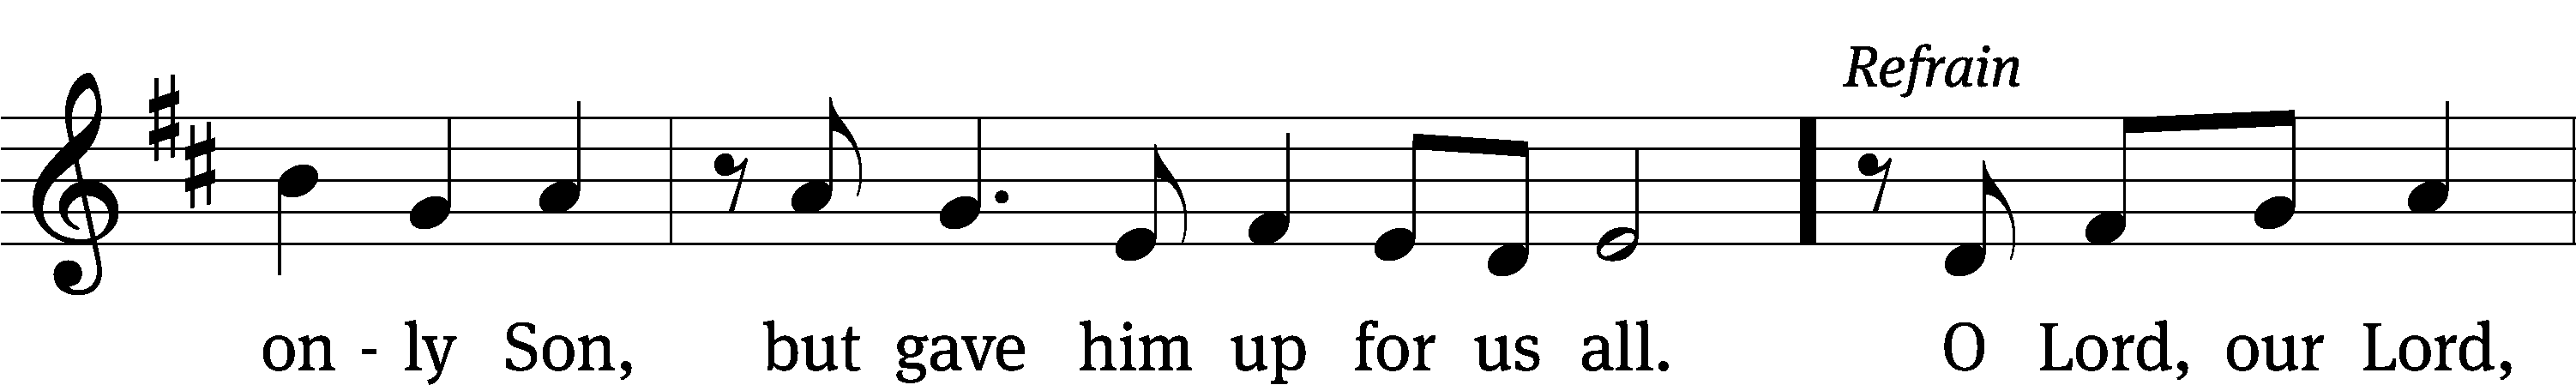 Refrain
on - ly Son, but gave him up for us all. O Lord, our Lord,